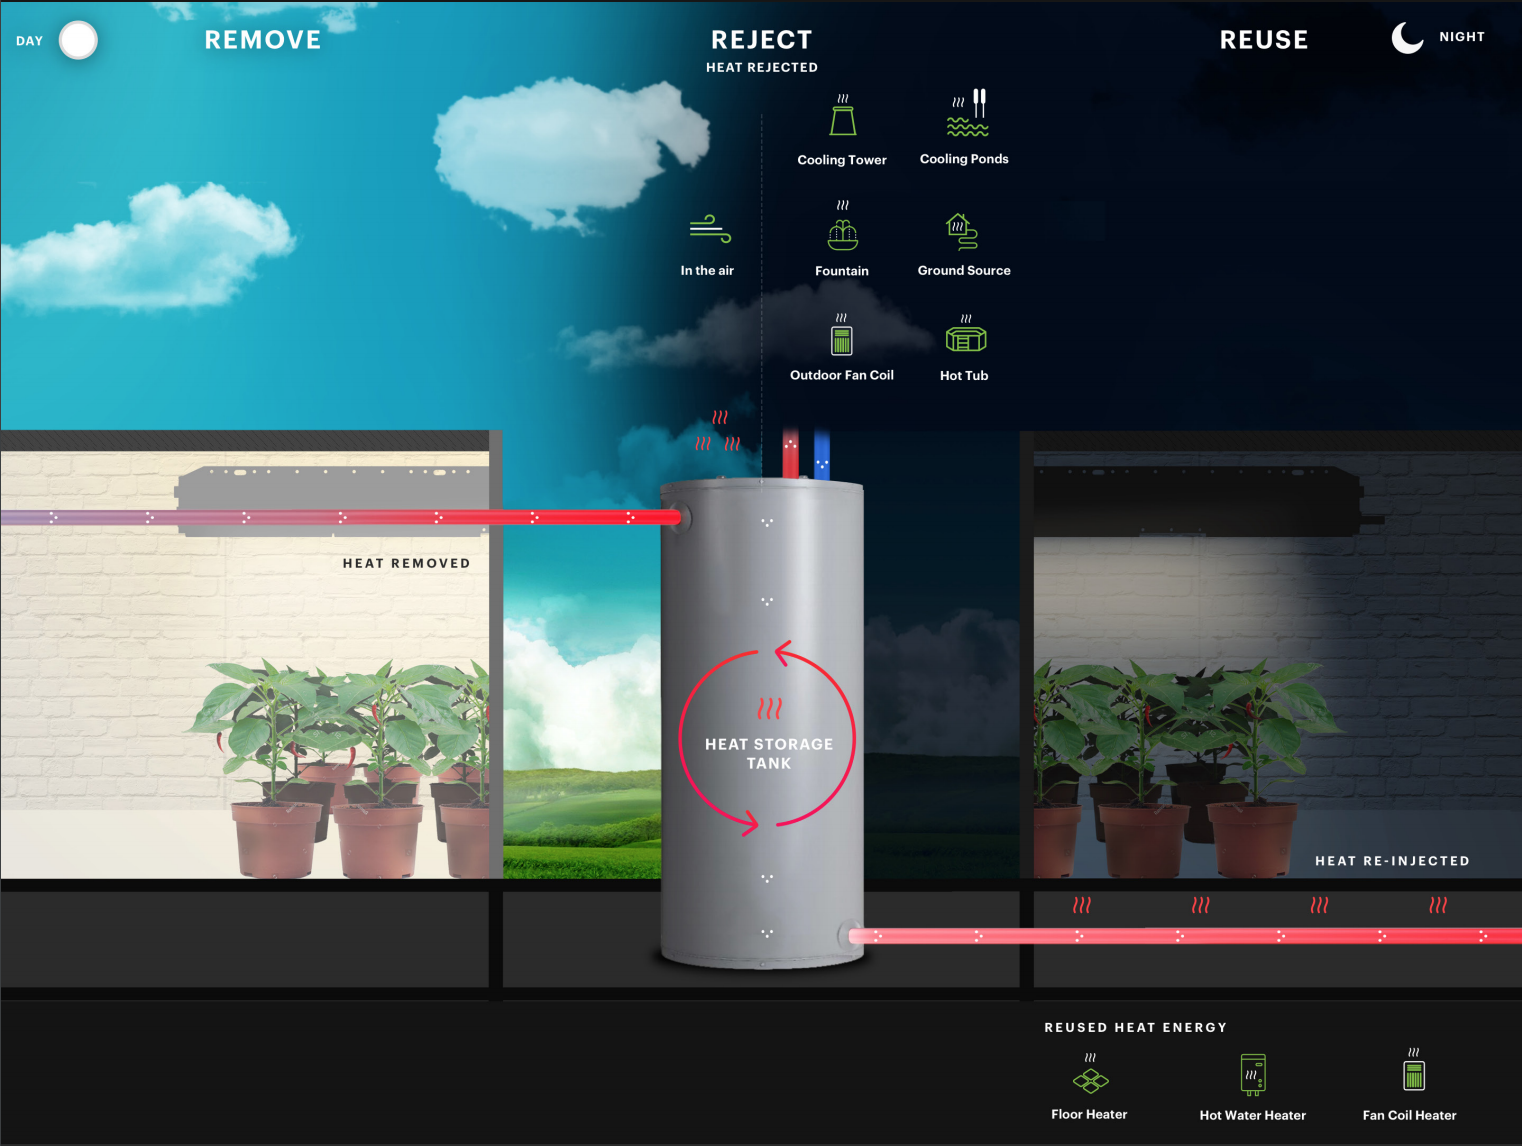 DAY
REMOVE
REJECT
HEAT REJECTED
REUSE
NIGHT
Cooling Tower
Cooling Ponds
In the air
Fountain
Ground Source
Outdoor Fan Coil
Hot Tub
HEAT REMOVED
HEAT STORAGE
TANK
HEAT RE-INJECTED
REUSED HEAT ENERGY
Floor Heater
Hot Water Heater
Fan Coil Heater